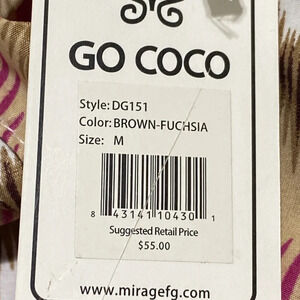 GO COCO
Style: DG151
Color: BROWN-FUCHSIA
Size: M
8 43141 10430 1
Suggested Retail Price
$55.00
www.miragefg.com